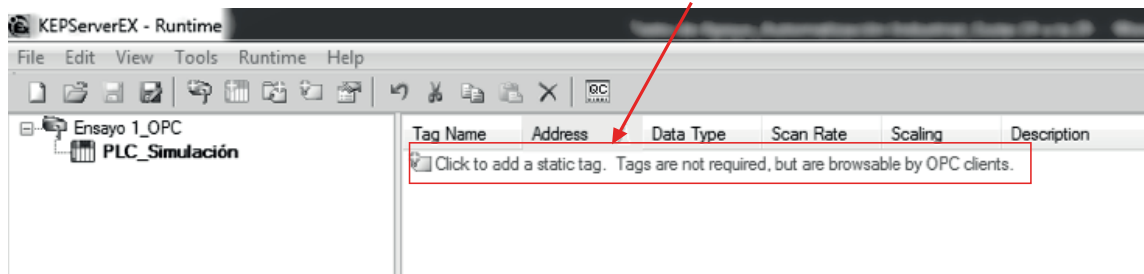 KEPServerEX - Runtime
File Edit View Tools Runtime Help
QC
Ensayo 1_OPC
PLC_Simulación
Tag Name Address Data Type Scan Rate Scaling Description
Click to add a static tag. Tags are not required, but are browsable by OPC clients.